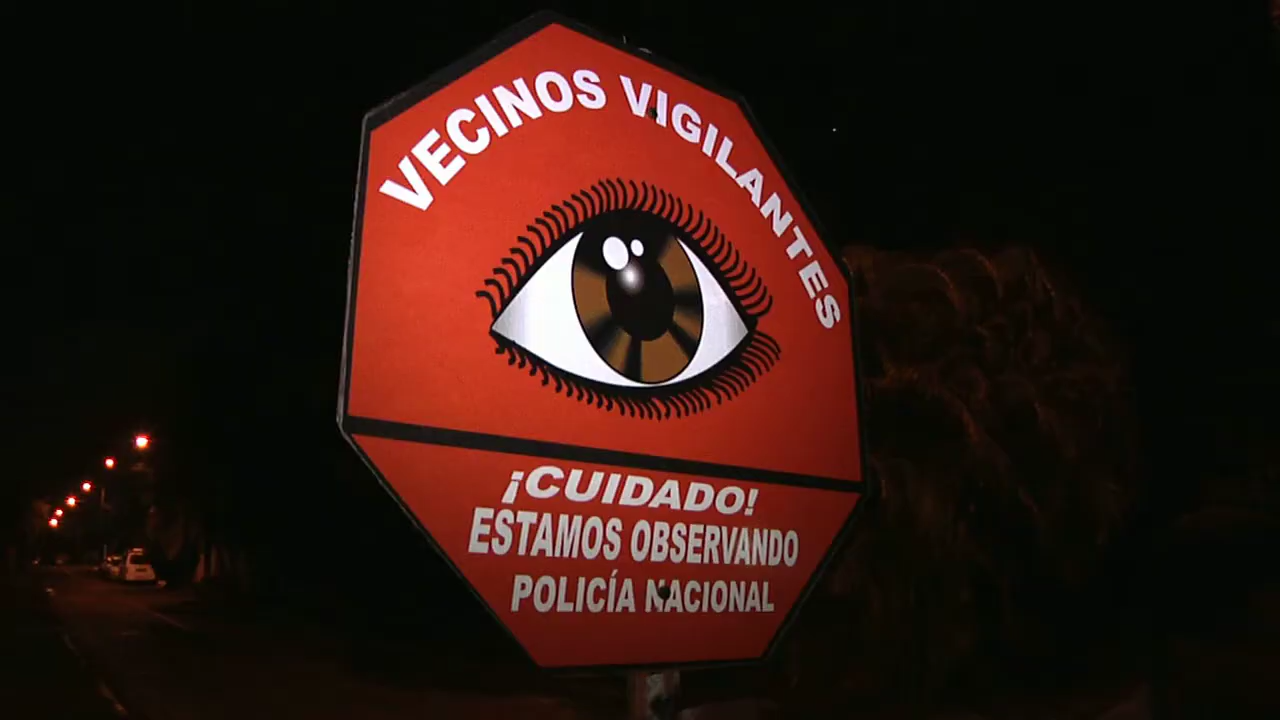 VECINOS VIGILANTES
¡CUIDADO!
ESTAMOS OBSERVANDO
POLICÍA NACIONAL